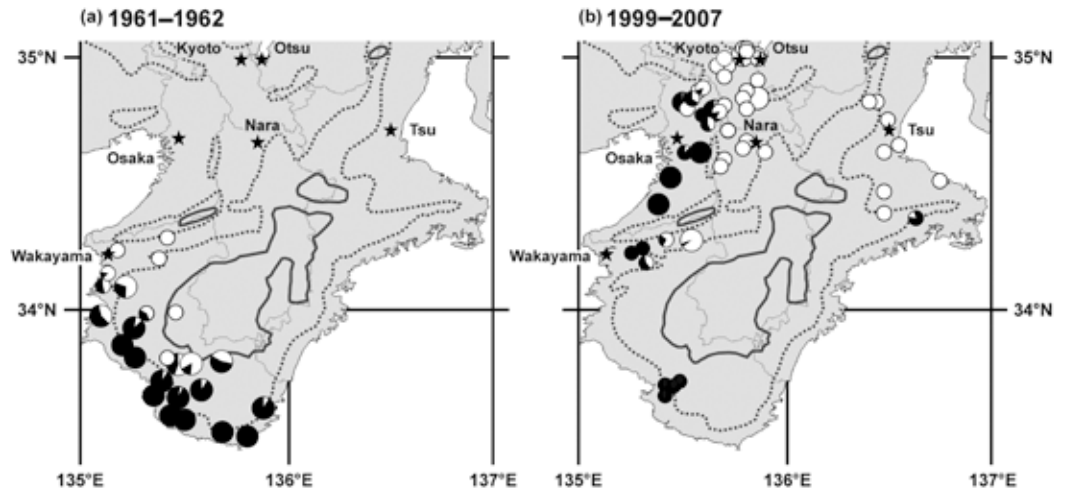 (a) 1961–1962
35°N
Kyoto
Otsu
Nara
Osaka
Tsu
Wakayama
34°N
135°E
136°E
137°E
(b) 1999–2007
Kyoto
Otsu
35°N
Nara
Osaka
Tsu
Wakayama
34°N
135°E
136°E
137°E